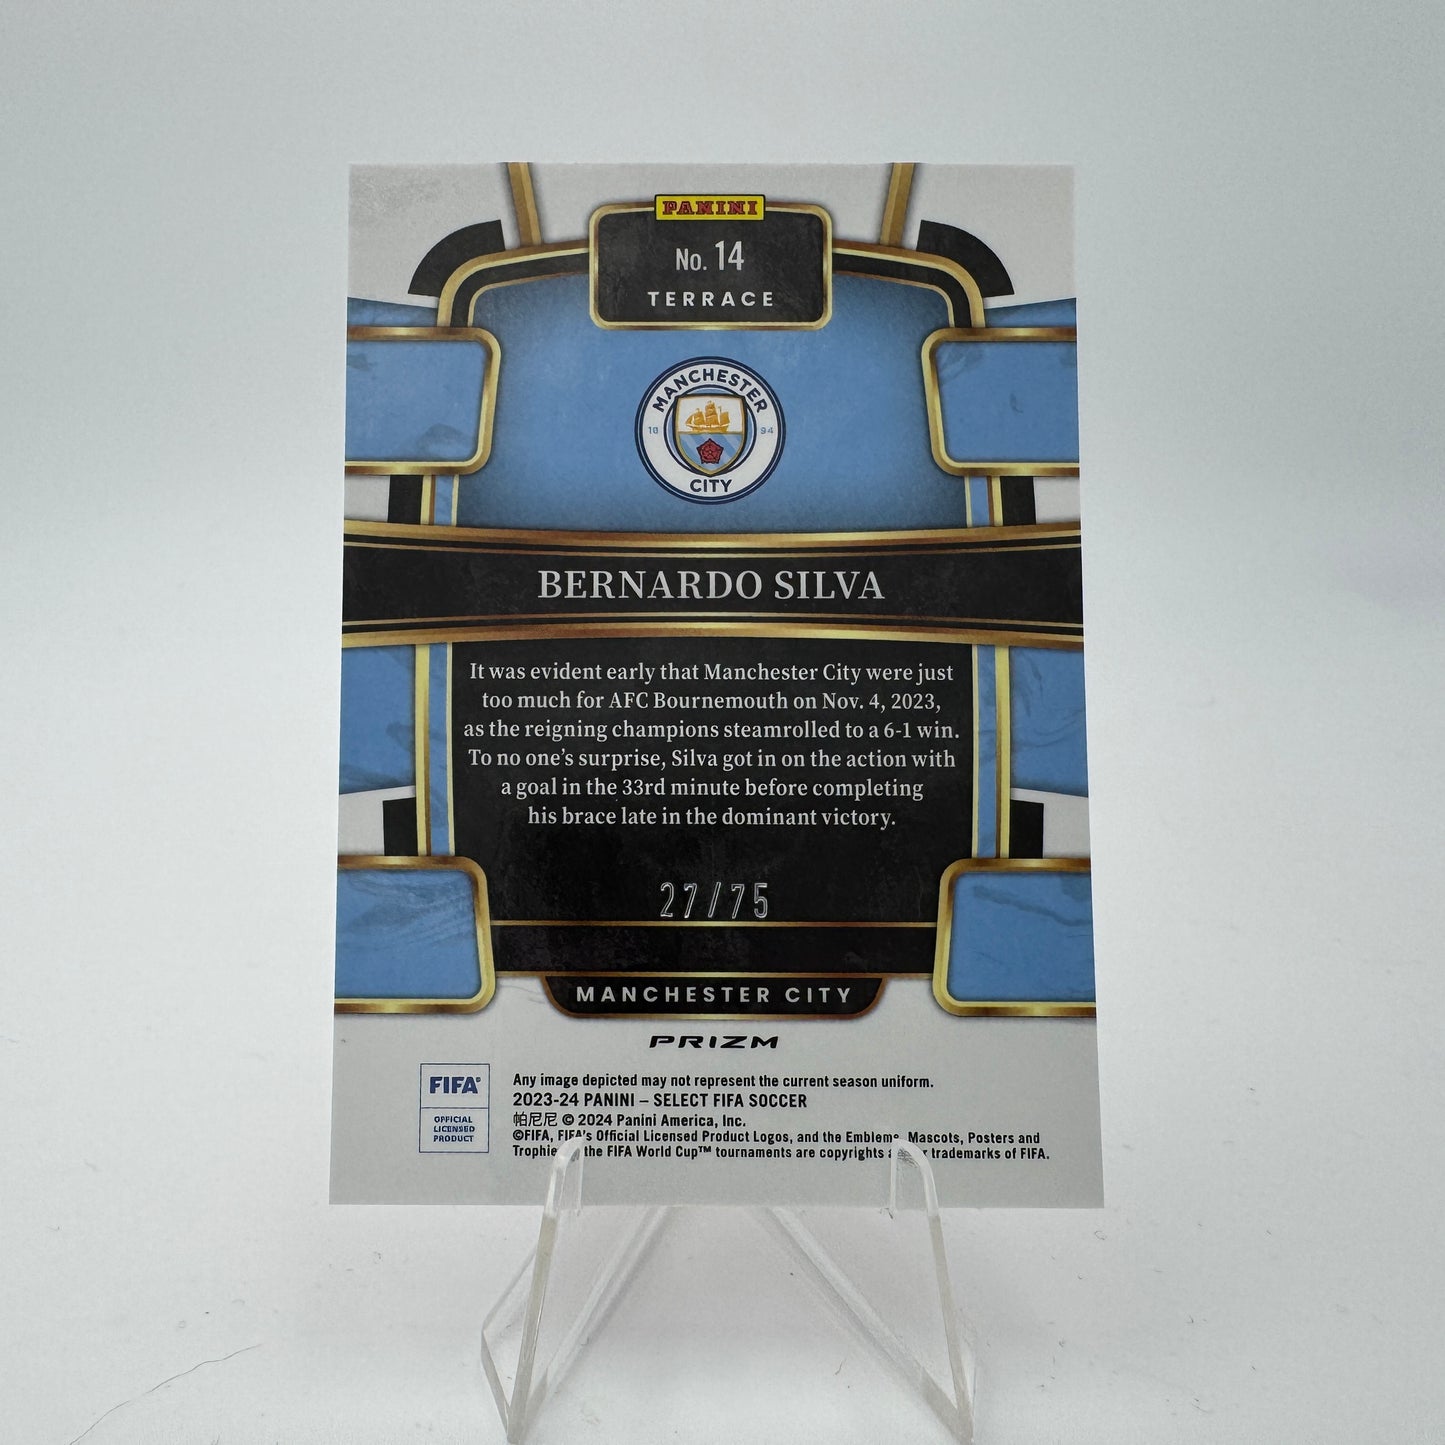 PANINI
No. 14
TERRACE
MANCHESTER
18 94
CITY
BERNARDO SILVA
It was evident early that Manchester City were just
too much for AFC Bournemouth on Nov. 4, 2023,
as the reigning champions steamrolled to a 6-1 win.
To no one's surprise, Silva got in on the action with
a goal in the 33rd minute before completing
his brace late in the dominant victory.
27/75
MANCHESTER CITY
PRIZM
FIFA®
OFFICIAL
LICENSED
PRODUCT
Any image depicted may not represent the current season uniform.
2023-24 PANINI – SELECT FIFA SOCCER
帕尼尼 © 2024 Panini America, Inc.
©FIFA, FIFA's Official Licensed Product Logos, and the Emblems, Mascots, Posters and
the FIFA World Cup™ tournaments are copyrights trademarks of FIFA.